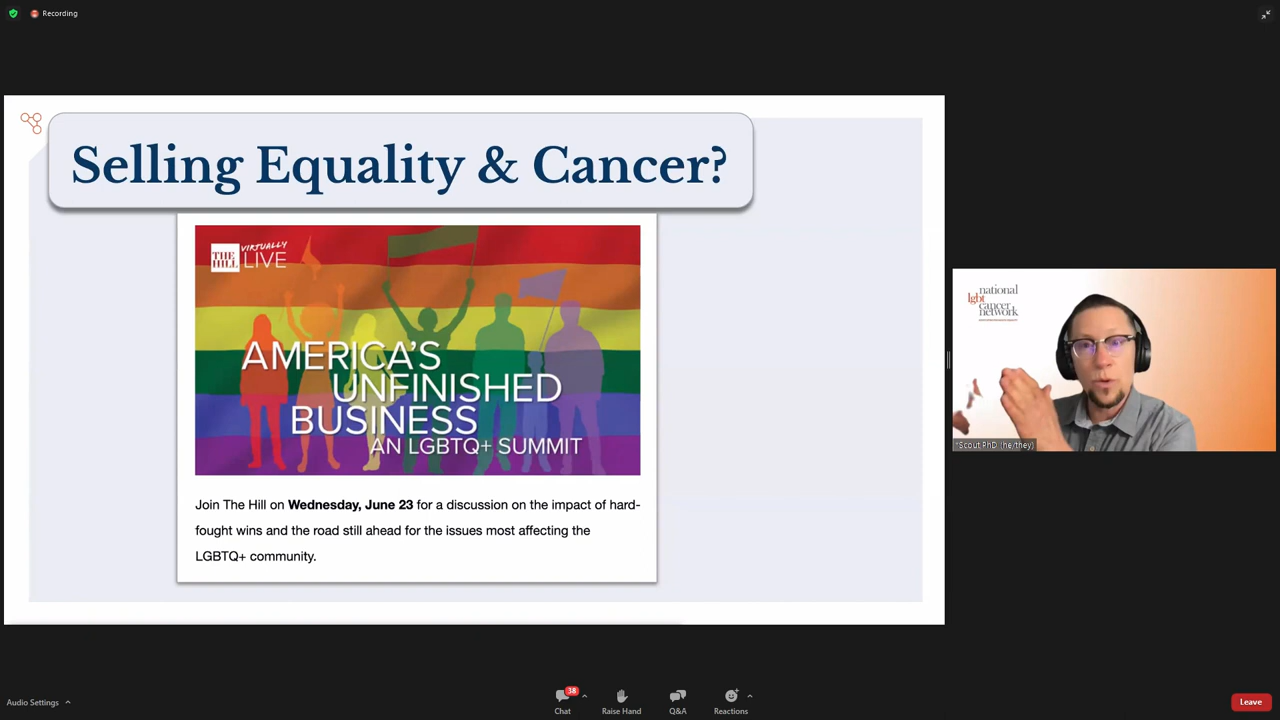 Recording
Selling Equality & Cancer?
THE
HILL
VIRTUALLY
LIVE
AMERICA'S
UNFINISHED
BUSINESS
AN LGBTQ+ SUMMIT
Join The Hill on Wednesday, June 23 for a discussion on the impact of hard-
fought wins and the road still ahead for the issues most affecting the
LGBTQ+ community.
national
lgbt
cancer
network
*Scout PhD (he/they)
Audio Settings
38
Chat
Raise Hand
Q&A
Reactions
Leave